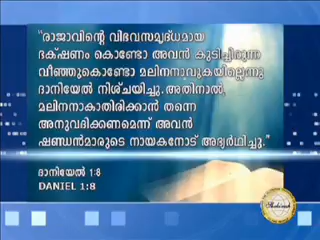 “രാജാവിന്റെ വിഭവസമൃദ്ധമായ
ഭക്ഷണം കൊണ്ടോ അവൻ കുടിച്ചിരുന്ന
വീഞ്ഞുകൊണ്ടോ മലിനനാവുകയില്ലെന്നു
ദാനിയേൽ നിശ്ചയിച്ചു.അതിനാൽ,
മലിനനാകാതിരിക്കാൻ തന്നെ
അനുവദിക്കണമെന്ന് അവൻ
ഷണ്ഡൻമാരുടെ നായകനോട് അഭ്യർഥിച്ചു.”
ദാനിയേൽ 1:8
DANIEL 1:8